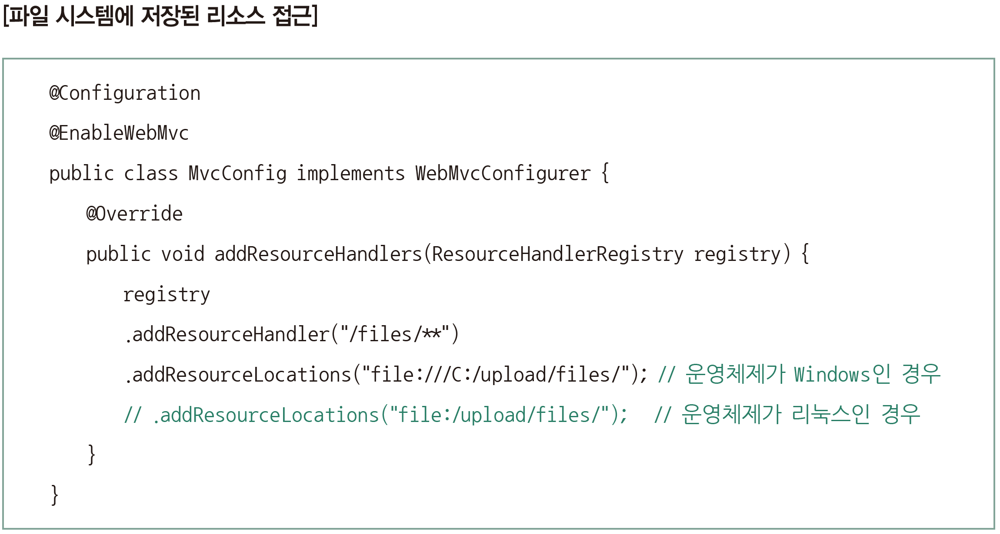 [파일 시스템에 저장된 리소스 접근]
@Configuration
@EnableWebMvc
public class MvcConfig implements WebMvcConfigurer {
@Override
public void addResourceHandlers(ResourceHandlerRegistry registry) {
registry
.addResourceHandler("/files/**")
.addResourceLocations("file:///C:/upload/files/"); // 운영체제가 Windows인 경우
// .addResourceLocations("file:/upload/files/"); // 운영체제가 리눅스인 경우
}
}